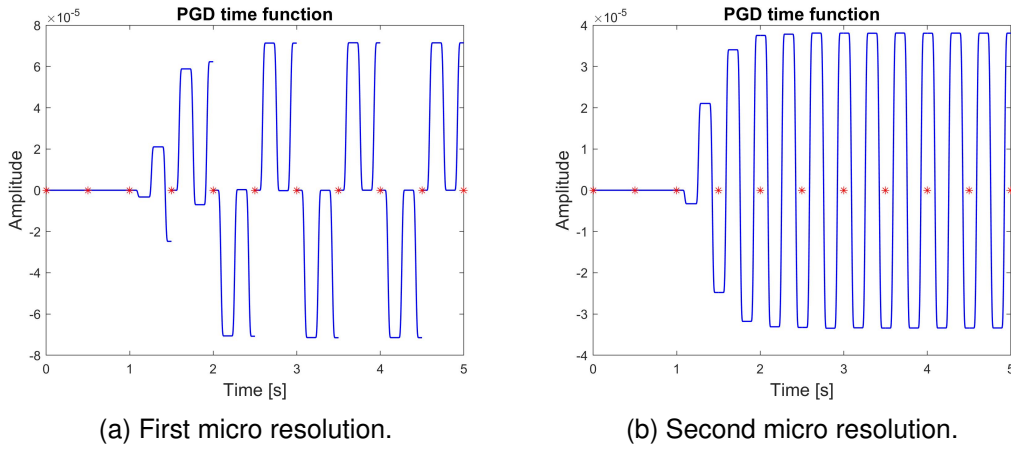 PGD time function
×10-5
8
6
4
2
0
-2
-4
-6
-8
Amplitude
0 1 2 3 4 5
Time [s]
(a) First micro resolution.
PGD time function
×10-5
4
3
2
1
0
-1
-2
-3
-4
Amplitude
0 1 2 3 4 5
Time [s]
(b) Second micro resolution.